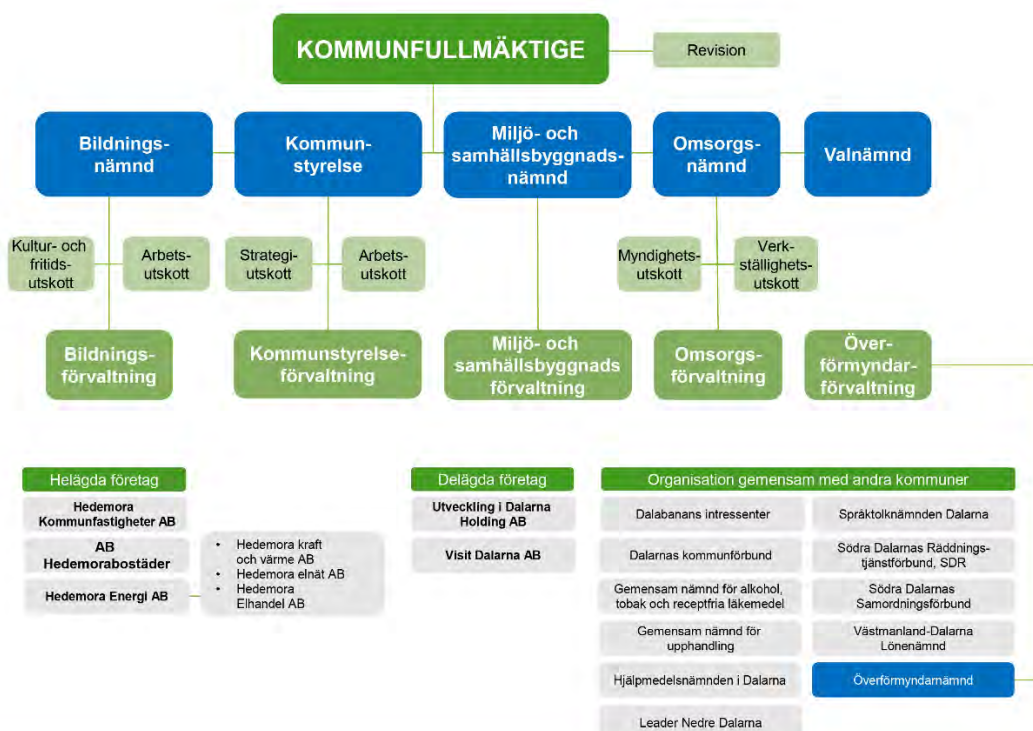 KOMMUNFULLMÄKTIGE
Revision
Bildnings-
nämnd
Kommun-
styrelse
Miljö- och
samhällsbyggnads-
nämnd
Omsorgs-
nämnd
Valnämnd
Kultur- och
fritids-
utskott
Arbets-
utskott
Strategi-
utskott
Arbets-
utskott
Myndighets-
utskott
Verk-
ställighets-
utskott
Bildnings-
förvaltning
Kommunstyrelse-
förvaltning
Miljö- och
samhällsbyggnads
förvaltning
Omsorgs-
förvaltning
Över-
förmyndar-
förvaltning
Helägda företag
Hedemora
Kommunfastigheter AB
AB
Hedemorabostäder
Hedemora Energi AB
• Hedemora kraft
och värme AB
• Hedemora elnät AB
• Hedemora
Elhandel AB
Delägda företag
Utveckling i Dalarna
Holding AB
Visit Dalarna AB
Organisation gemensam med andra kommuner
Dalabanans intressenter
Dalarnas kommunförbund
Gemensam nämnd för alkohol,
tobak och receptfria läkemedel
Gemensam nämnd för
upphandling
Hjälpmedelsnämnden i Dalarna
Leader Nedre Dalarna
Språktolknämnden Dalarna
Södra Dalarnas Räddnings-
tjänstförbund, SDR
Södra Dalarnas
Samordningsförbund
Västmanland-Dalarna
Lönenämnd
Överförmyndarnämnd